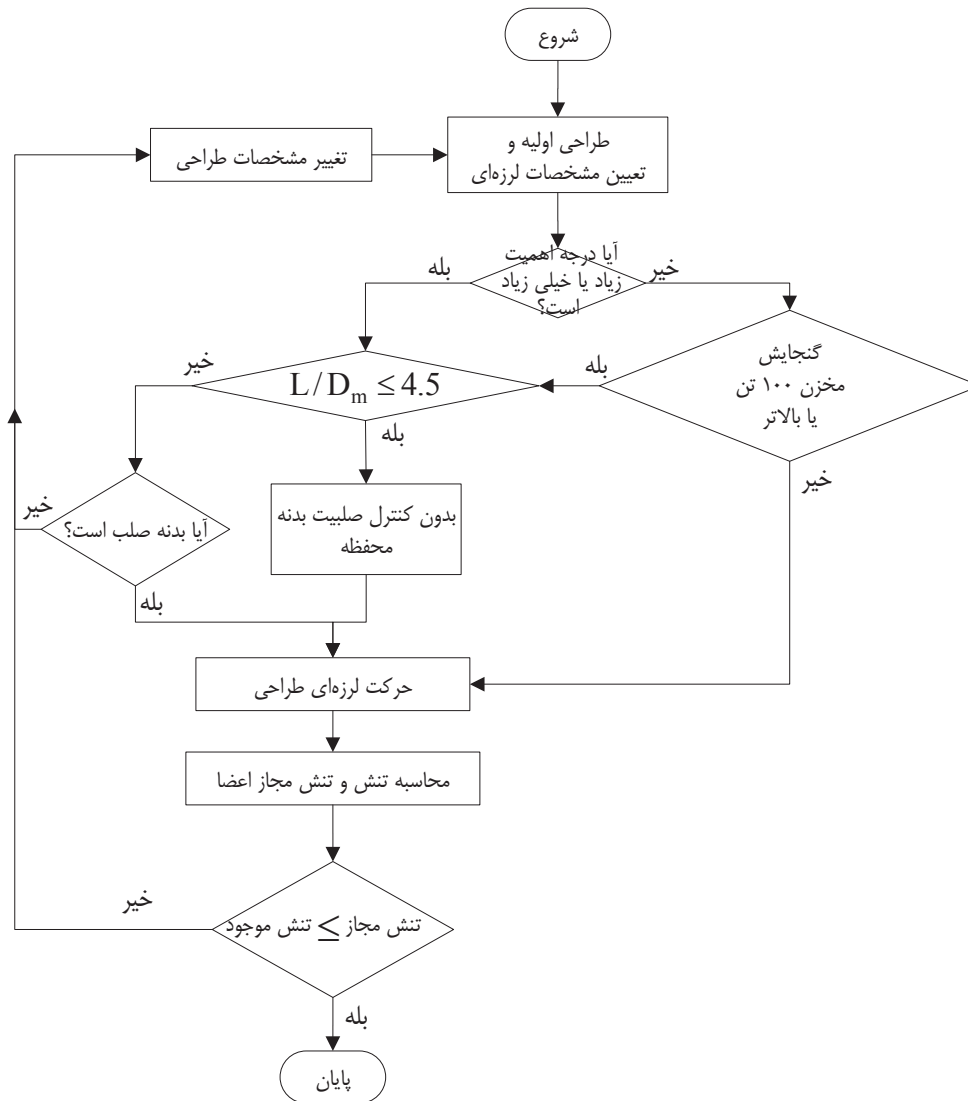 شروع
طراحی اولیه و
تعیین مشخصات لرزه‌ای
تغییر مشخصات طراحی
آیا درجه اهمیت
زیاد یا خیلی زیاد
است؟
بله
خیر
گنجایش
مخزن ۱۰۰ تن
یا بالاتر
بله
خیر
L/Dm ≤ 4.5
خیر
بله
بدون کنترل صلبیت بدنه
محفظه
آیا بدنه صلب است؟
خیر
بله
حرکت لرزه‌ای طراحی
محاسبه تنش و تنش مجاز اعضا
تنش مجاز ≥ تنش موجود
خیر
بله
پایان